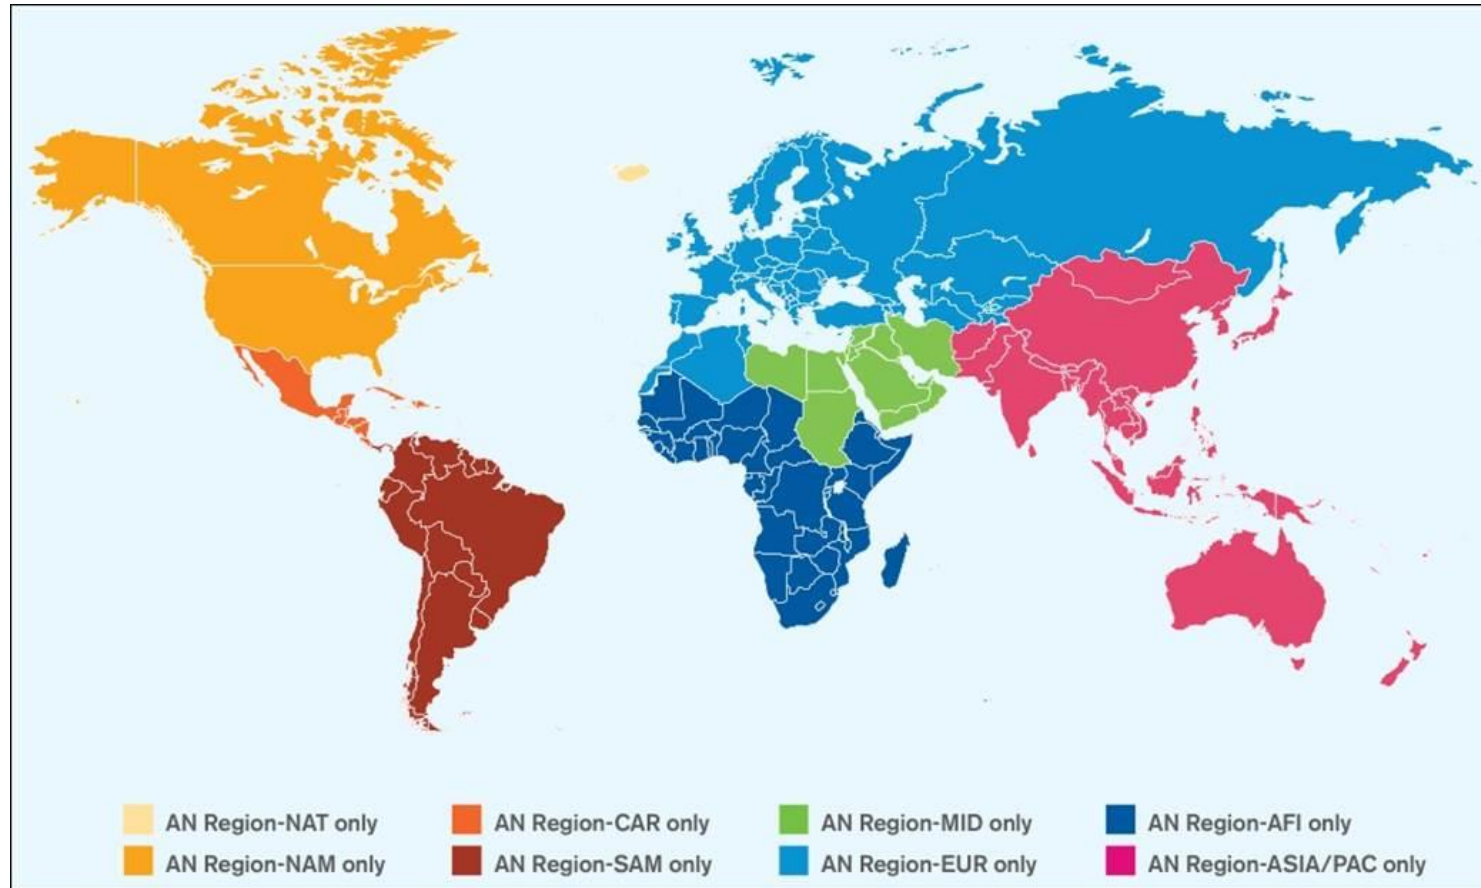 AN Region-NAT only
AN Region-CAR only
AN Region-MID only
AN Region-AFI only
AN Region-NAM only
AN Region-SAM only
AN Region-EUR only
AN Region-ASIA/PAC only